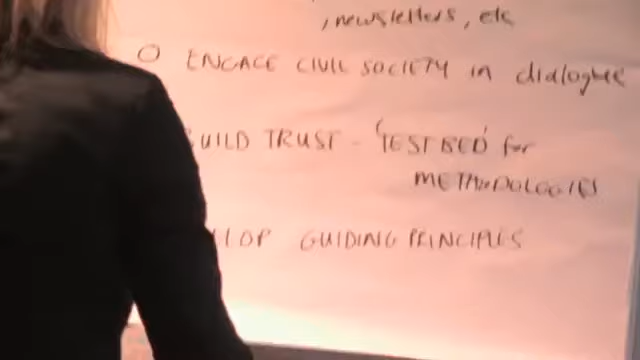 , newsletters, etc
O ENGAGE CIVIL SOCIETY in dialogue
UILD TRUST - 'TEST BED' for
METHODOLOGIES
LOP GUIDING PRINCIPLES